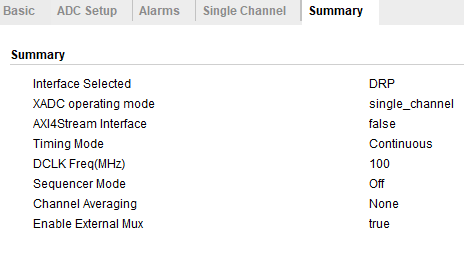 Basic ADC Setup Alarms Single Channel Summary
Summary
Interface Selected DRP
XADC operating mode single_channel
AXI4Stream Interface false
Timing Mode Continuous
DCLK Freq(MHz) 100
Sequencer Mode Off
Channel Averaging None
Enable External Mux true